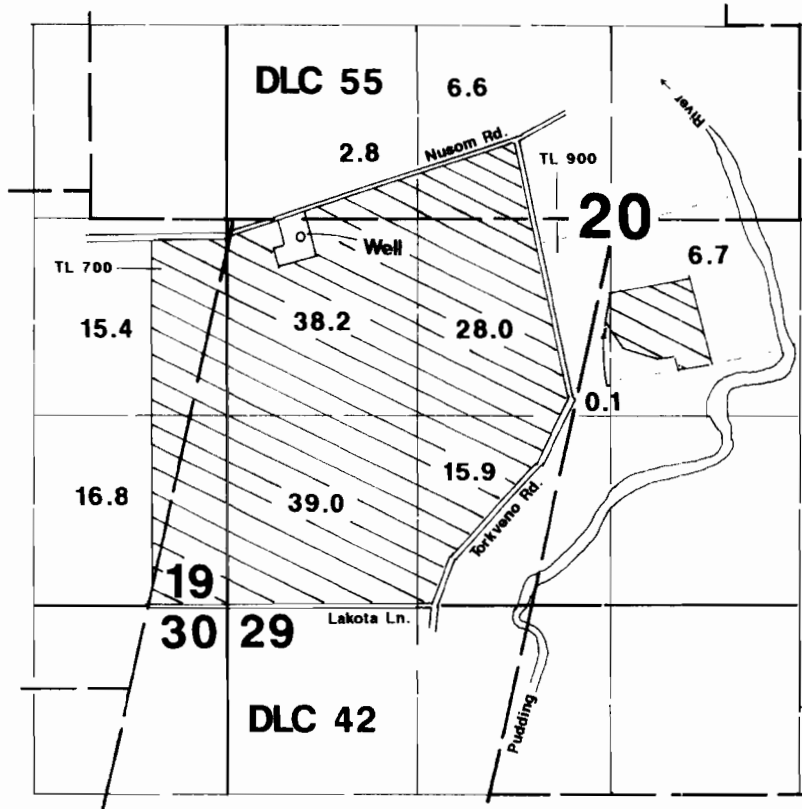 DLC 55
6.6
River
2.8
Nusom Rd.
TL 900
20
Well
6.7
TL 700
15.4
38.2
28.0
0.1
15.9
16.8
39.0
Torkveno Rd.
19
30
29
Lakota Ln.
DLC 42
Pudding